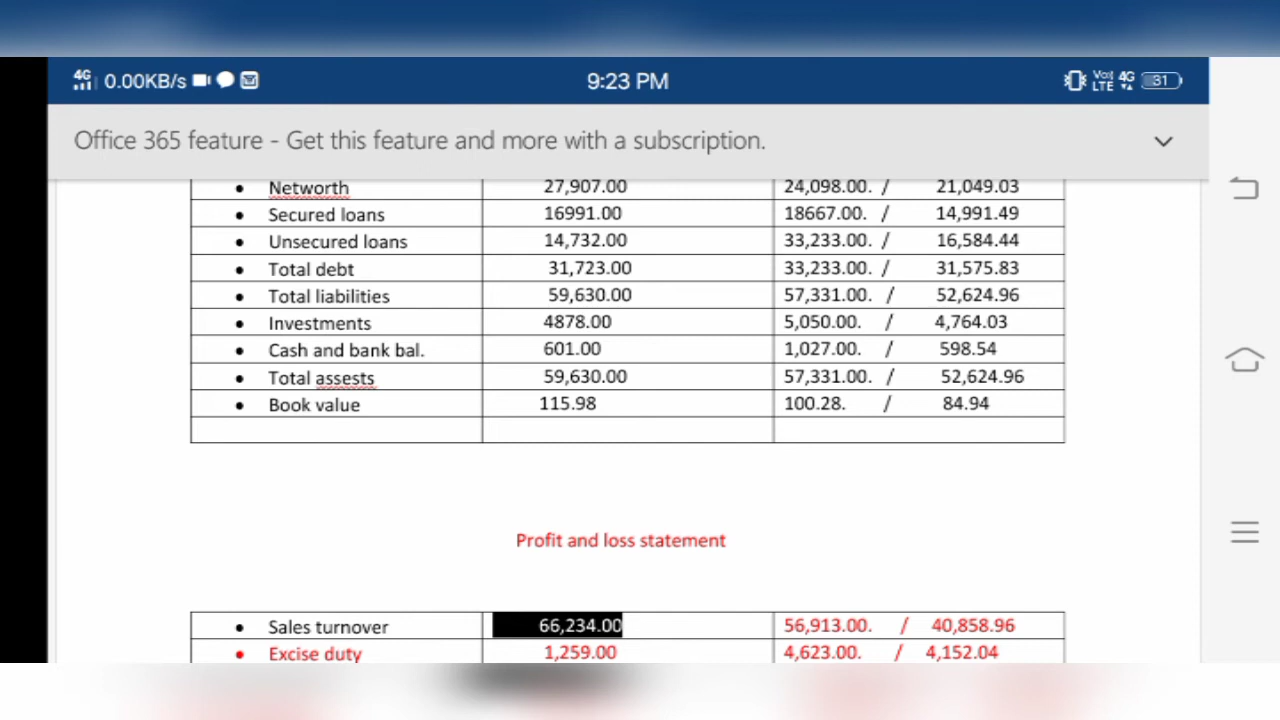 4G 0.00KB/s 9:23 PM VoI LTE 4G 31
Office 365 feature - Get this feature and more with a subscription.
• Networth 27,907.00 24,098.00. / 21,049.03
• Secured loans 16991.00 18667.00. / 14,991.49
• Unsecured loans 14,732.00 33,233.00. / 16,584.44
• Total debt 31,723.00 33,233.00. / 31,575.83
• Total liabilities 59,630.00 57,331.00. / 52,624.96
• Investments 4878.00 5,050.00. / 4,764.03
• Cash and bank bal. 601.00 1,027.00. / 598.54
• Total assests 59,630.00 57,331.00. / 52,624.96
• Book value 115.98 100.28. / 84.94
Profit and loss statement
• Sales turnover 66,234.00 56,913.00. / 40,858.96
• Excise duty 1,259.00 4,623.00. / 4,152.04